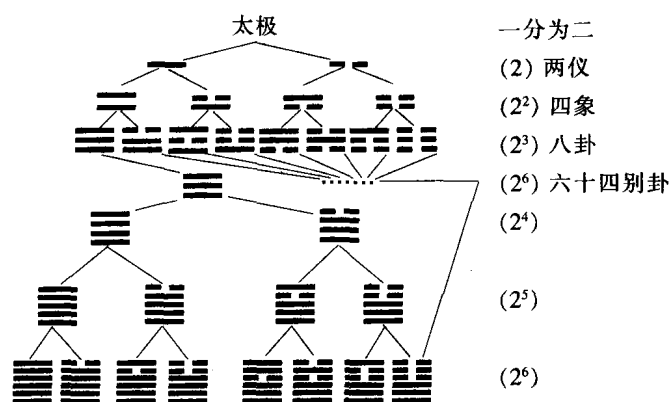 太极
一分为二
(2) 两仪
(2²) 四象
(2³) 八卦
(2⁶) 六十四别卦
(2⁴)
(2⁵)
(2⁶)